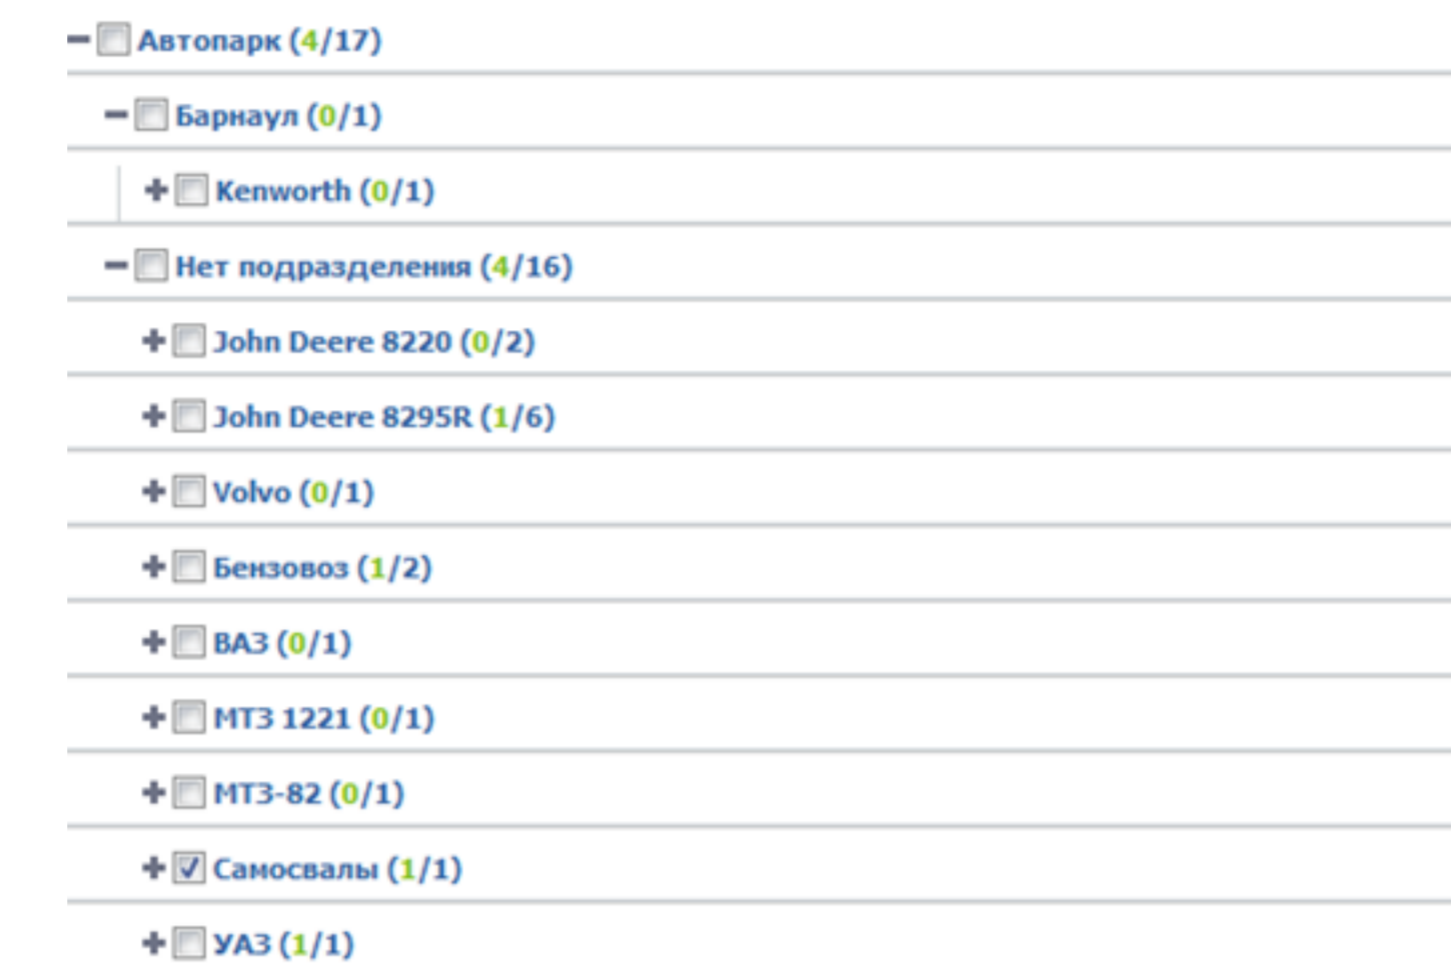 Автопарк (4/17)
Барнаул (0/1)
Kenworth (0/1)
Нет подразделения (4/16)
John Deere 8220 (0/2)
John Deere 8295R (1/6)
Volvo (0/1)
Бензовоз (1/2)
ВАЗ (0/1)
МТЗ 1221 (0/1)
МТЗ-82 (0/1)
Самосвалы (1/1)
УАЗ (1/1)